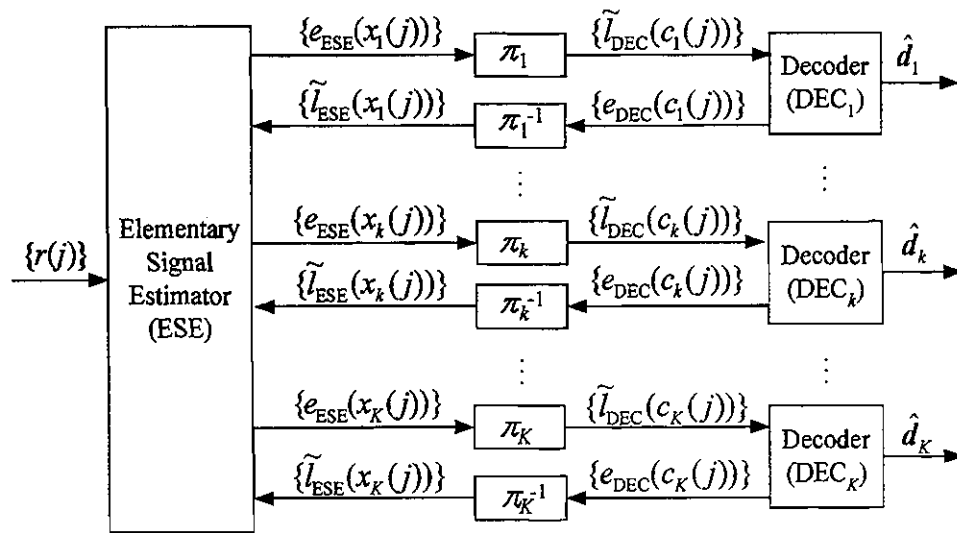 {e_ESE(x_1(j))}
π_1
{l̃_DEC(c_1(j))}
Decoder
(DEC_1)
d̂_1
{l̃_ESE(x_1(j))}
π_1^-1
{e_DEC(c_1(j))}
{r(j)}
Elementary
Signal
Estimator
(ESE)
{e_ESE(x_k(j))}
π_k
{l̃_DEC(c_k(j))}
Decoder
(DEC_k)
d̂_k
{l̃_ESE(x_k(j))}
π_k^-1
{e_DEC(c_k(j))}
{e_ESE(x_K(j))}
π_K
{l̃_DEC(c_K(j))}
Decoder
(DEC_K)
d̂_K
{l̃_ESE(x_K(j))}
π_K^-1
{e_DEC(c_K(j))}